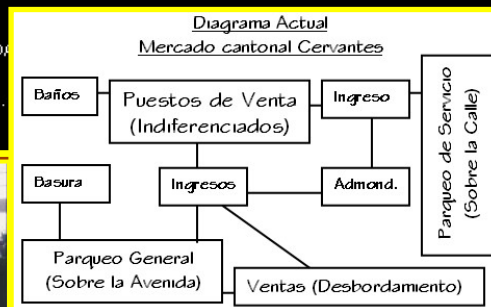 Diagrama Actual
Mercado cantonal Cervantes
Baños
Puestos de Venta
(Indiferenciados)
Ingreso
Parqueo de Servicio
(Sobre la Calle)
Basura
Ingresos
Admond.
Parqueo General
(Sobre la Avenida)
Ventas (Desbordamiento)